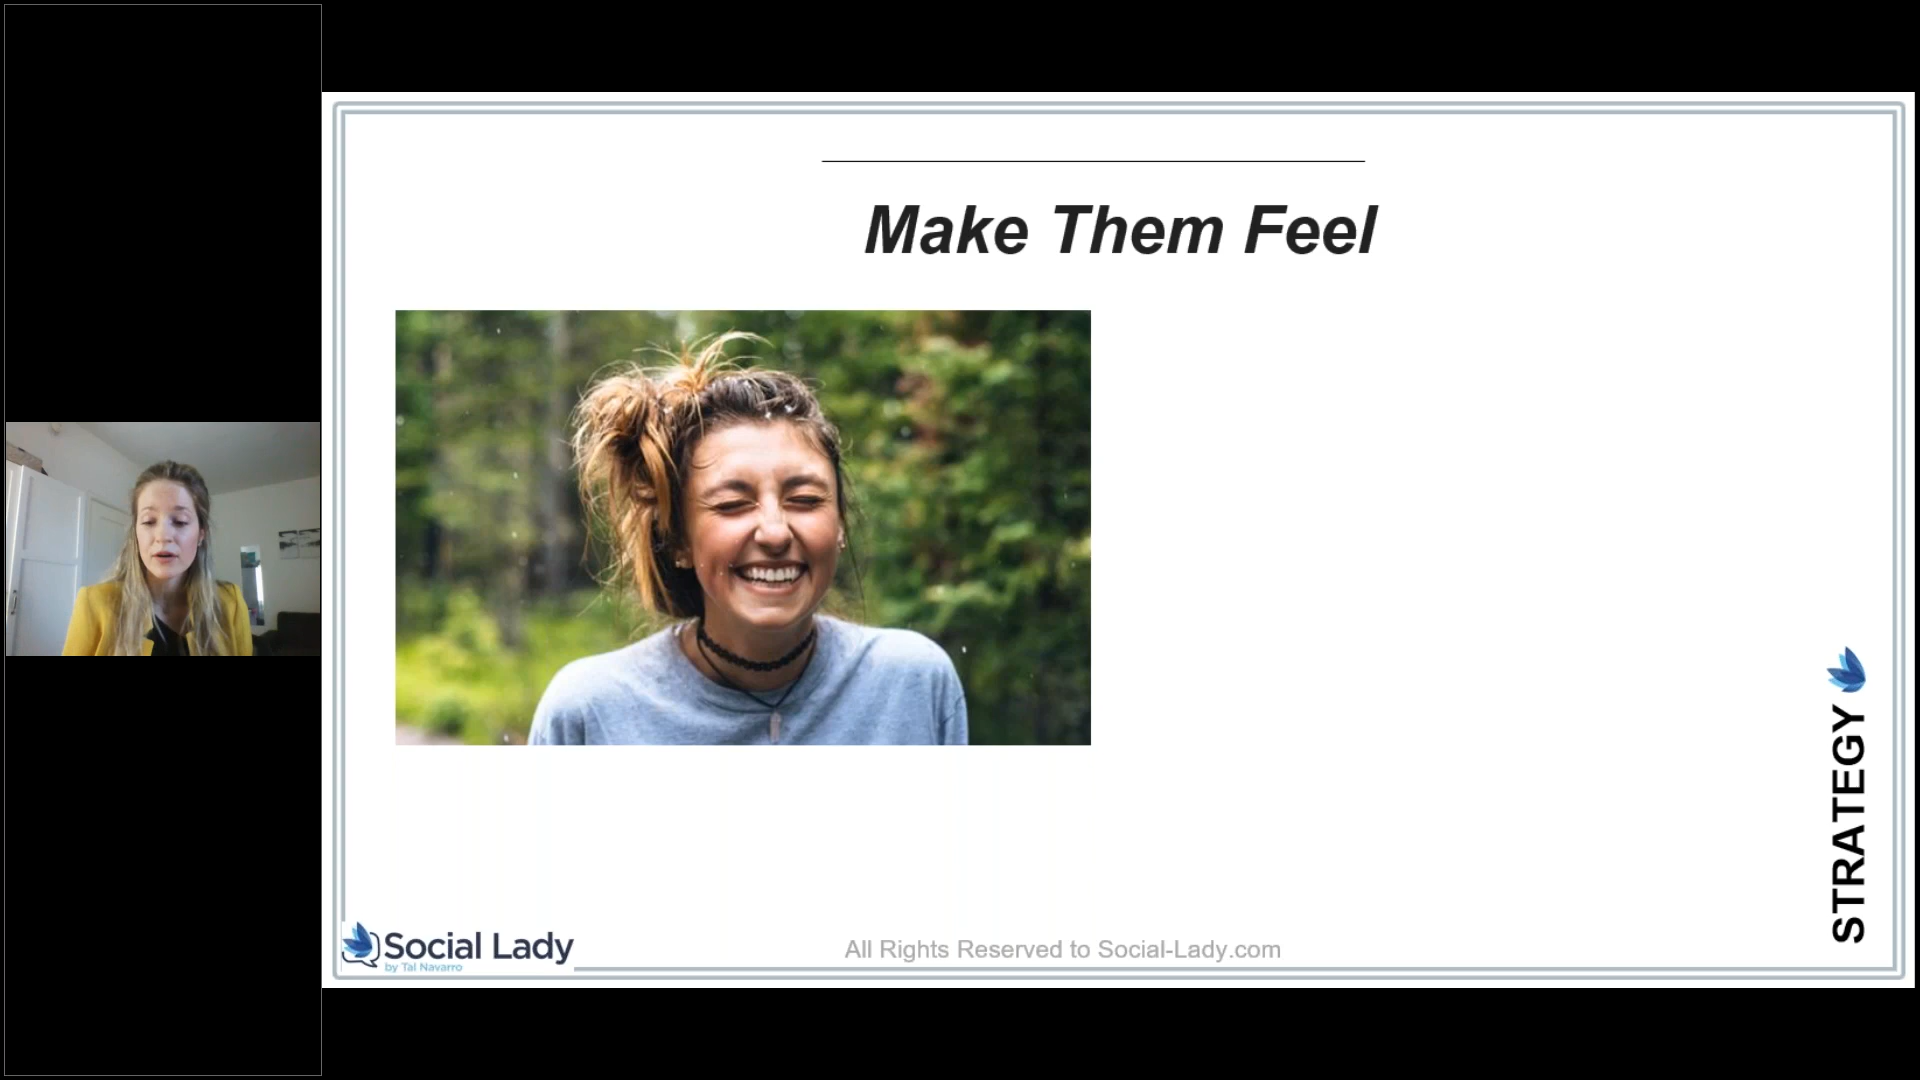 Make Them Feel
STRATEGY
Social Lady
by Tal Navarro
All Rights Reserved to Social-Lady.com